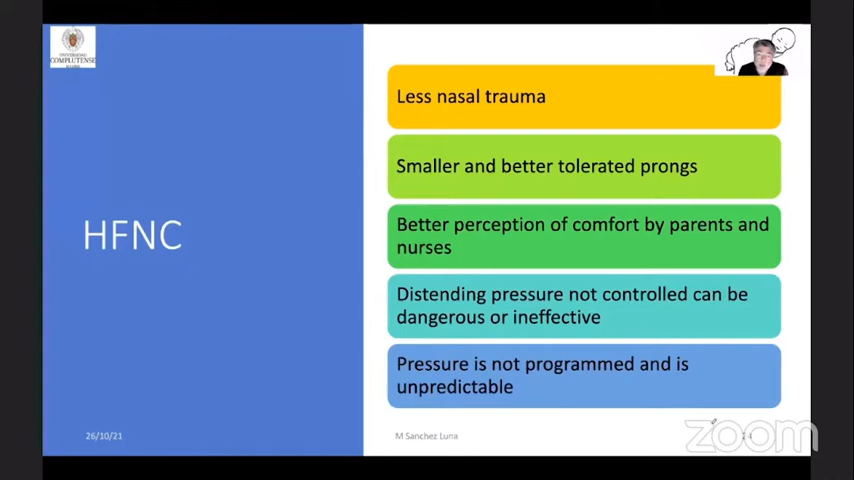 UNIVERSIDAD
COMPLUTENSE
HFNC
Less nasal trauma
Smaller and better tolerated prongs
Better perception of comfort by parents and
nurses
Distending pressure not controlled can be
dangerous or ineffective
Pressure is not programmed and is
unpredictable
26/10/21
M Sanchez Luna
zoom